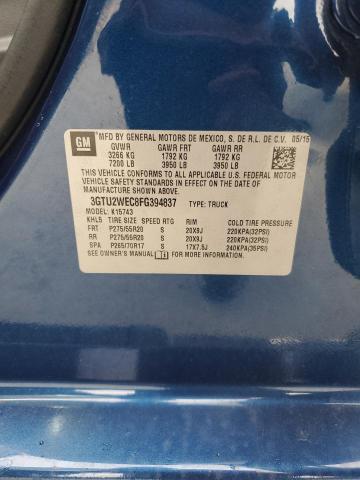 GM
MFD BY GENERAL MOTORS DE MEXICO, S. DE R.L. DE C.V. 05/15
GVWR GAWR FRT GAWR RR
3266 KG 1792 KG 1792 KG
7200 LB 3950 LB 3950 LB
THIS VEHICLE CONFORMS TO ALL APPLICABLE U.S. FEDERAL MOTOR
VEHICLE SAFETY STANDARDS IN EFFECT ON THE DATE OF
MANUFACTURE SHOWN ABOVE.
3GTU2WEC8FG394837 TYPE: TRUCK
MODEL: K15743
KHL5 TIRE SIZE SPEED RTG RIM COLD TIRE PRESSURE
FRT P275/55R20 S 20X9J 220KPA(32PSI)
RR P275/55R20 S 20X9J 220KPA(32PSI)
SPA P265/70R17 S 17X7.5J 240KPA(35PSI)
SEE OWNER'S MANUAL FOR ADDITIONAL INFORMATION.